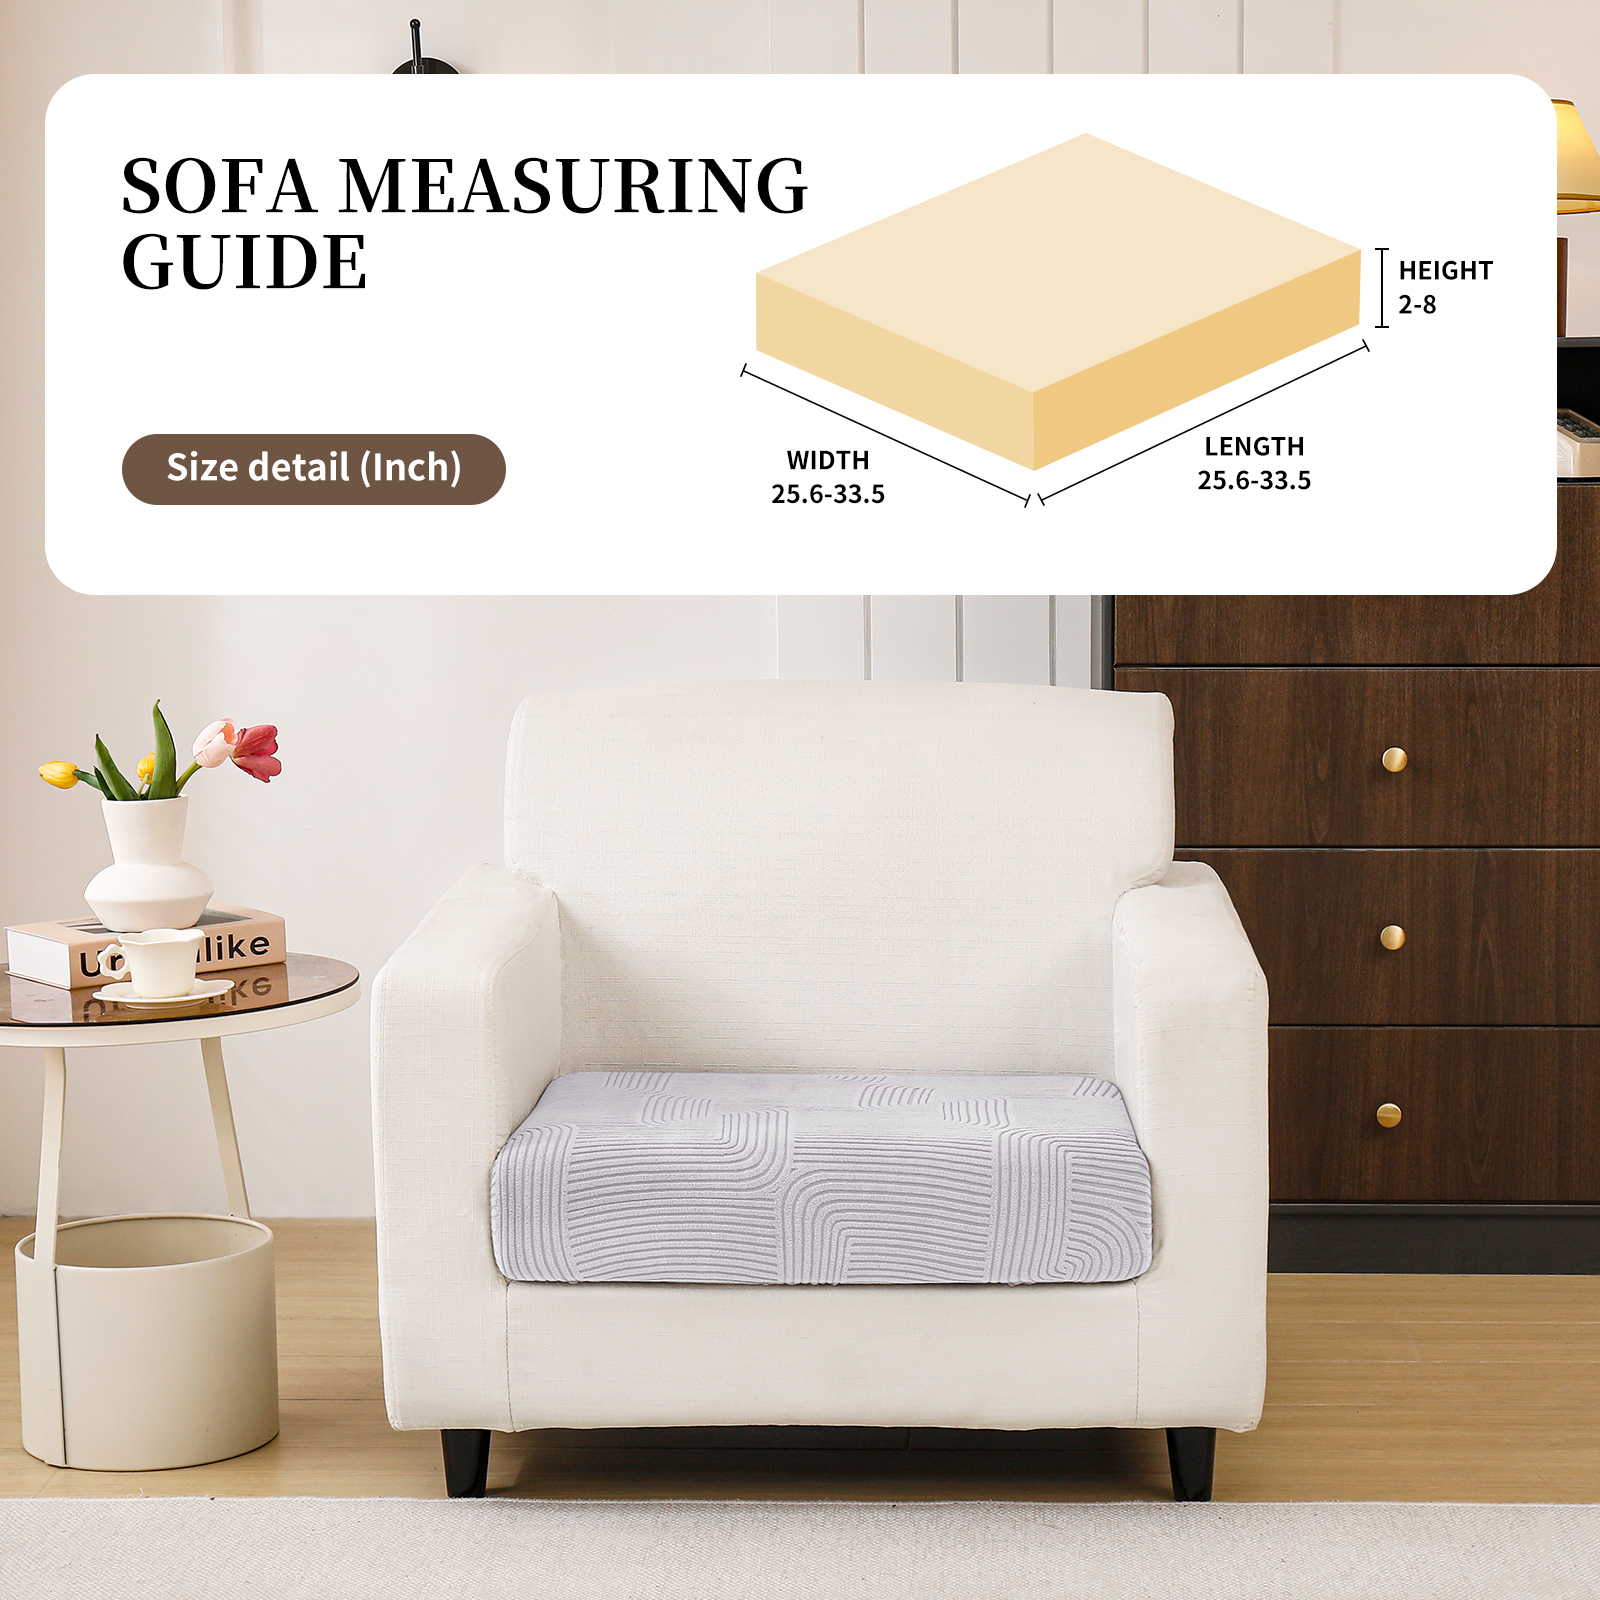 SOFA MEASURING
GUIDE
Size detail (Inch)
HEIGHT
2-8
WIDTH
25.6-33.5
LENGTH
25.6-33.5